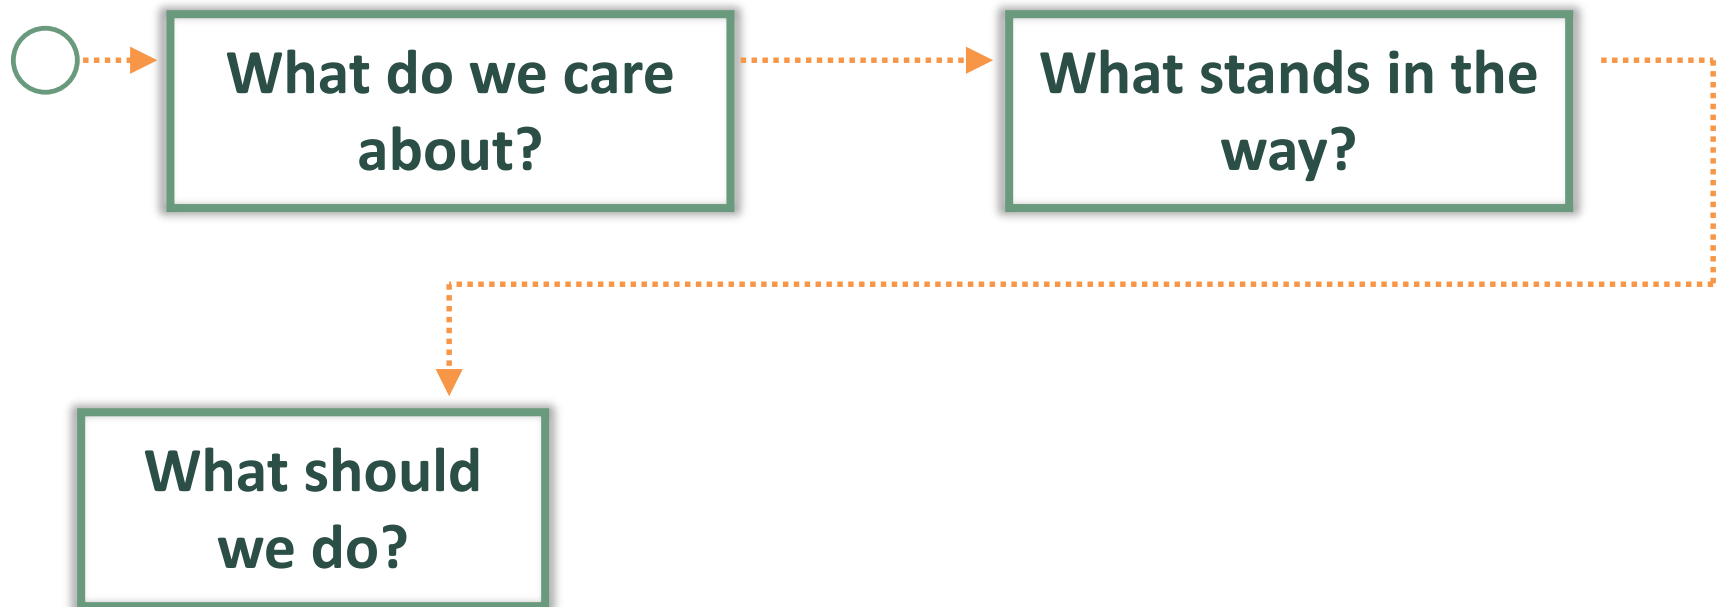 What do we care
about?
What stands in the
way?
What should
we do?